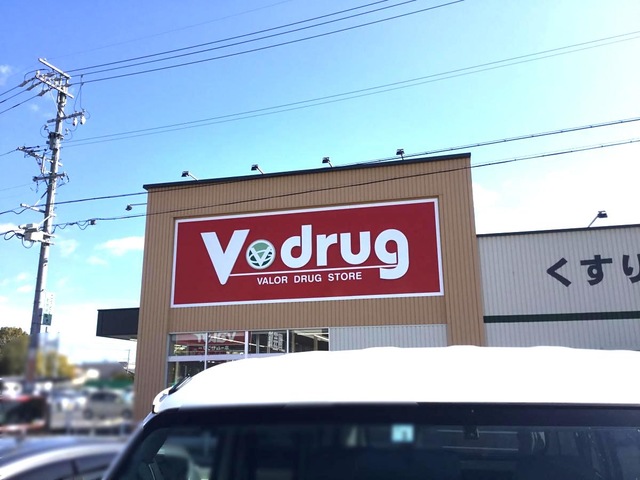 V drug
VALOR DRUG STORE
くすり